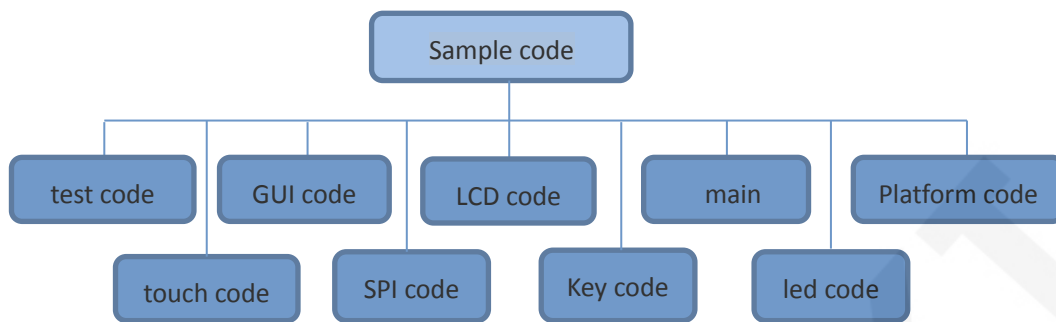 Sample code
test code
GUI code
LCD code
main
Platform code
touch code
SPI code
Key code
led code